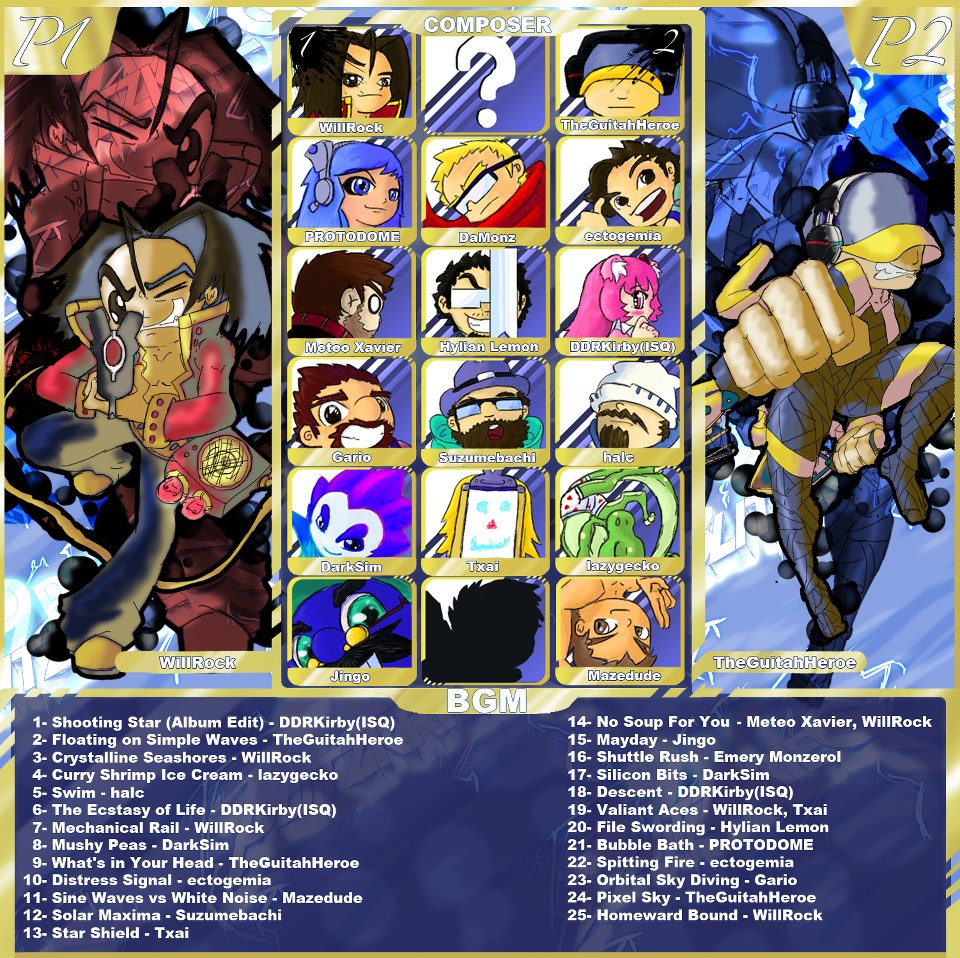 P1
COMPOSER
P2
1
?
2
WillRock
TheGuitahHeroe
PROTODOME
DaMonz
ectogemia
Meteo Xavier
Hylian Lemon
DDRKirby(ISQ)
Gario
Suzumebachi
halc
DarkSim
Txai
lazygecko
Jingo
Mazedude
WillRock
TheGuitahHeroe
BGM
1- Shooting Star (Album Edit) - DDRKirby(ISQ)
2- Floating on Simple Waves - TheGuitahHeroe
3- Crystalline Seashores - WillRock
4- Curry Shrimp Ice Cream - lazygecko
5- Swim - halc
6- The Ecstasy of Life - DDRKirby(ISQ)
7- Mechanical Rail - WillRock
8- Mushy Peas - DarkSim
9- What's in Your Head - TheGuitahHeroe
10- Distress Signal - ectogemia
11- Sine Waves vs White Noise - Mazedude
12- Solar Maxima - Suzumebachi
13- Star Shield - Txai
14- No Soup For You - Meteo Xavier, WillRock
15- Mayday - Jingo
16- Shuttle Rush - Emery Monzerol
17- Silicon Bits - DarkSim
18- Descent - DDRKirby(ISQ)
19- Valiant Aces - WillRock, Txai
20- File Swording - Hylian Lemon
21- Bubble Bath - PROTODOME
22- Spitting Fire - ectogemia
23- Orbital Sky Diving - Gario
24- Pixel Sky - TheGuitahHeroe
25- Homeward Bound - WillRock